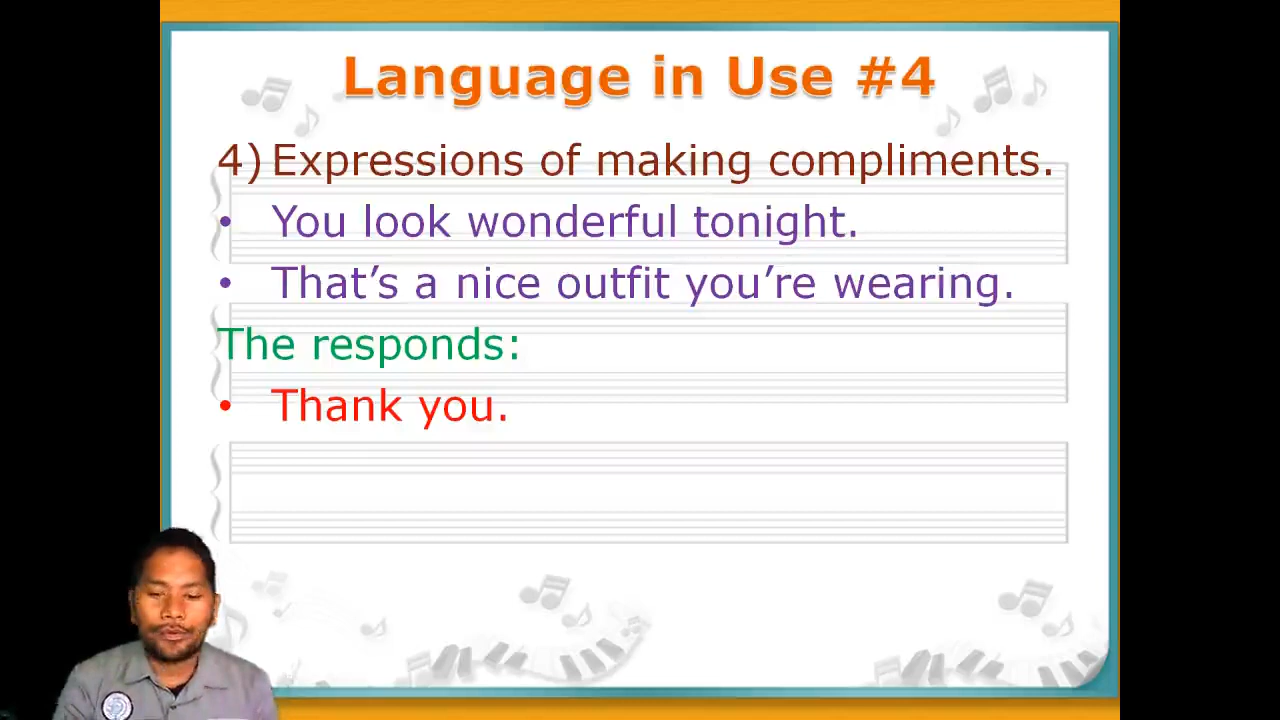 Language in Use #4
4) Expressions of making compliments.
• You look wonderful tonight.
• That's a nice outfit you're wearing.
The responds:
• Thank you.